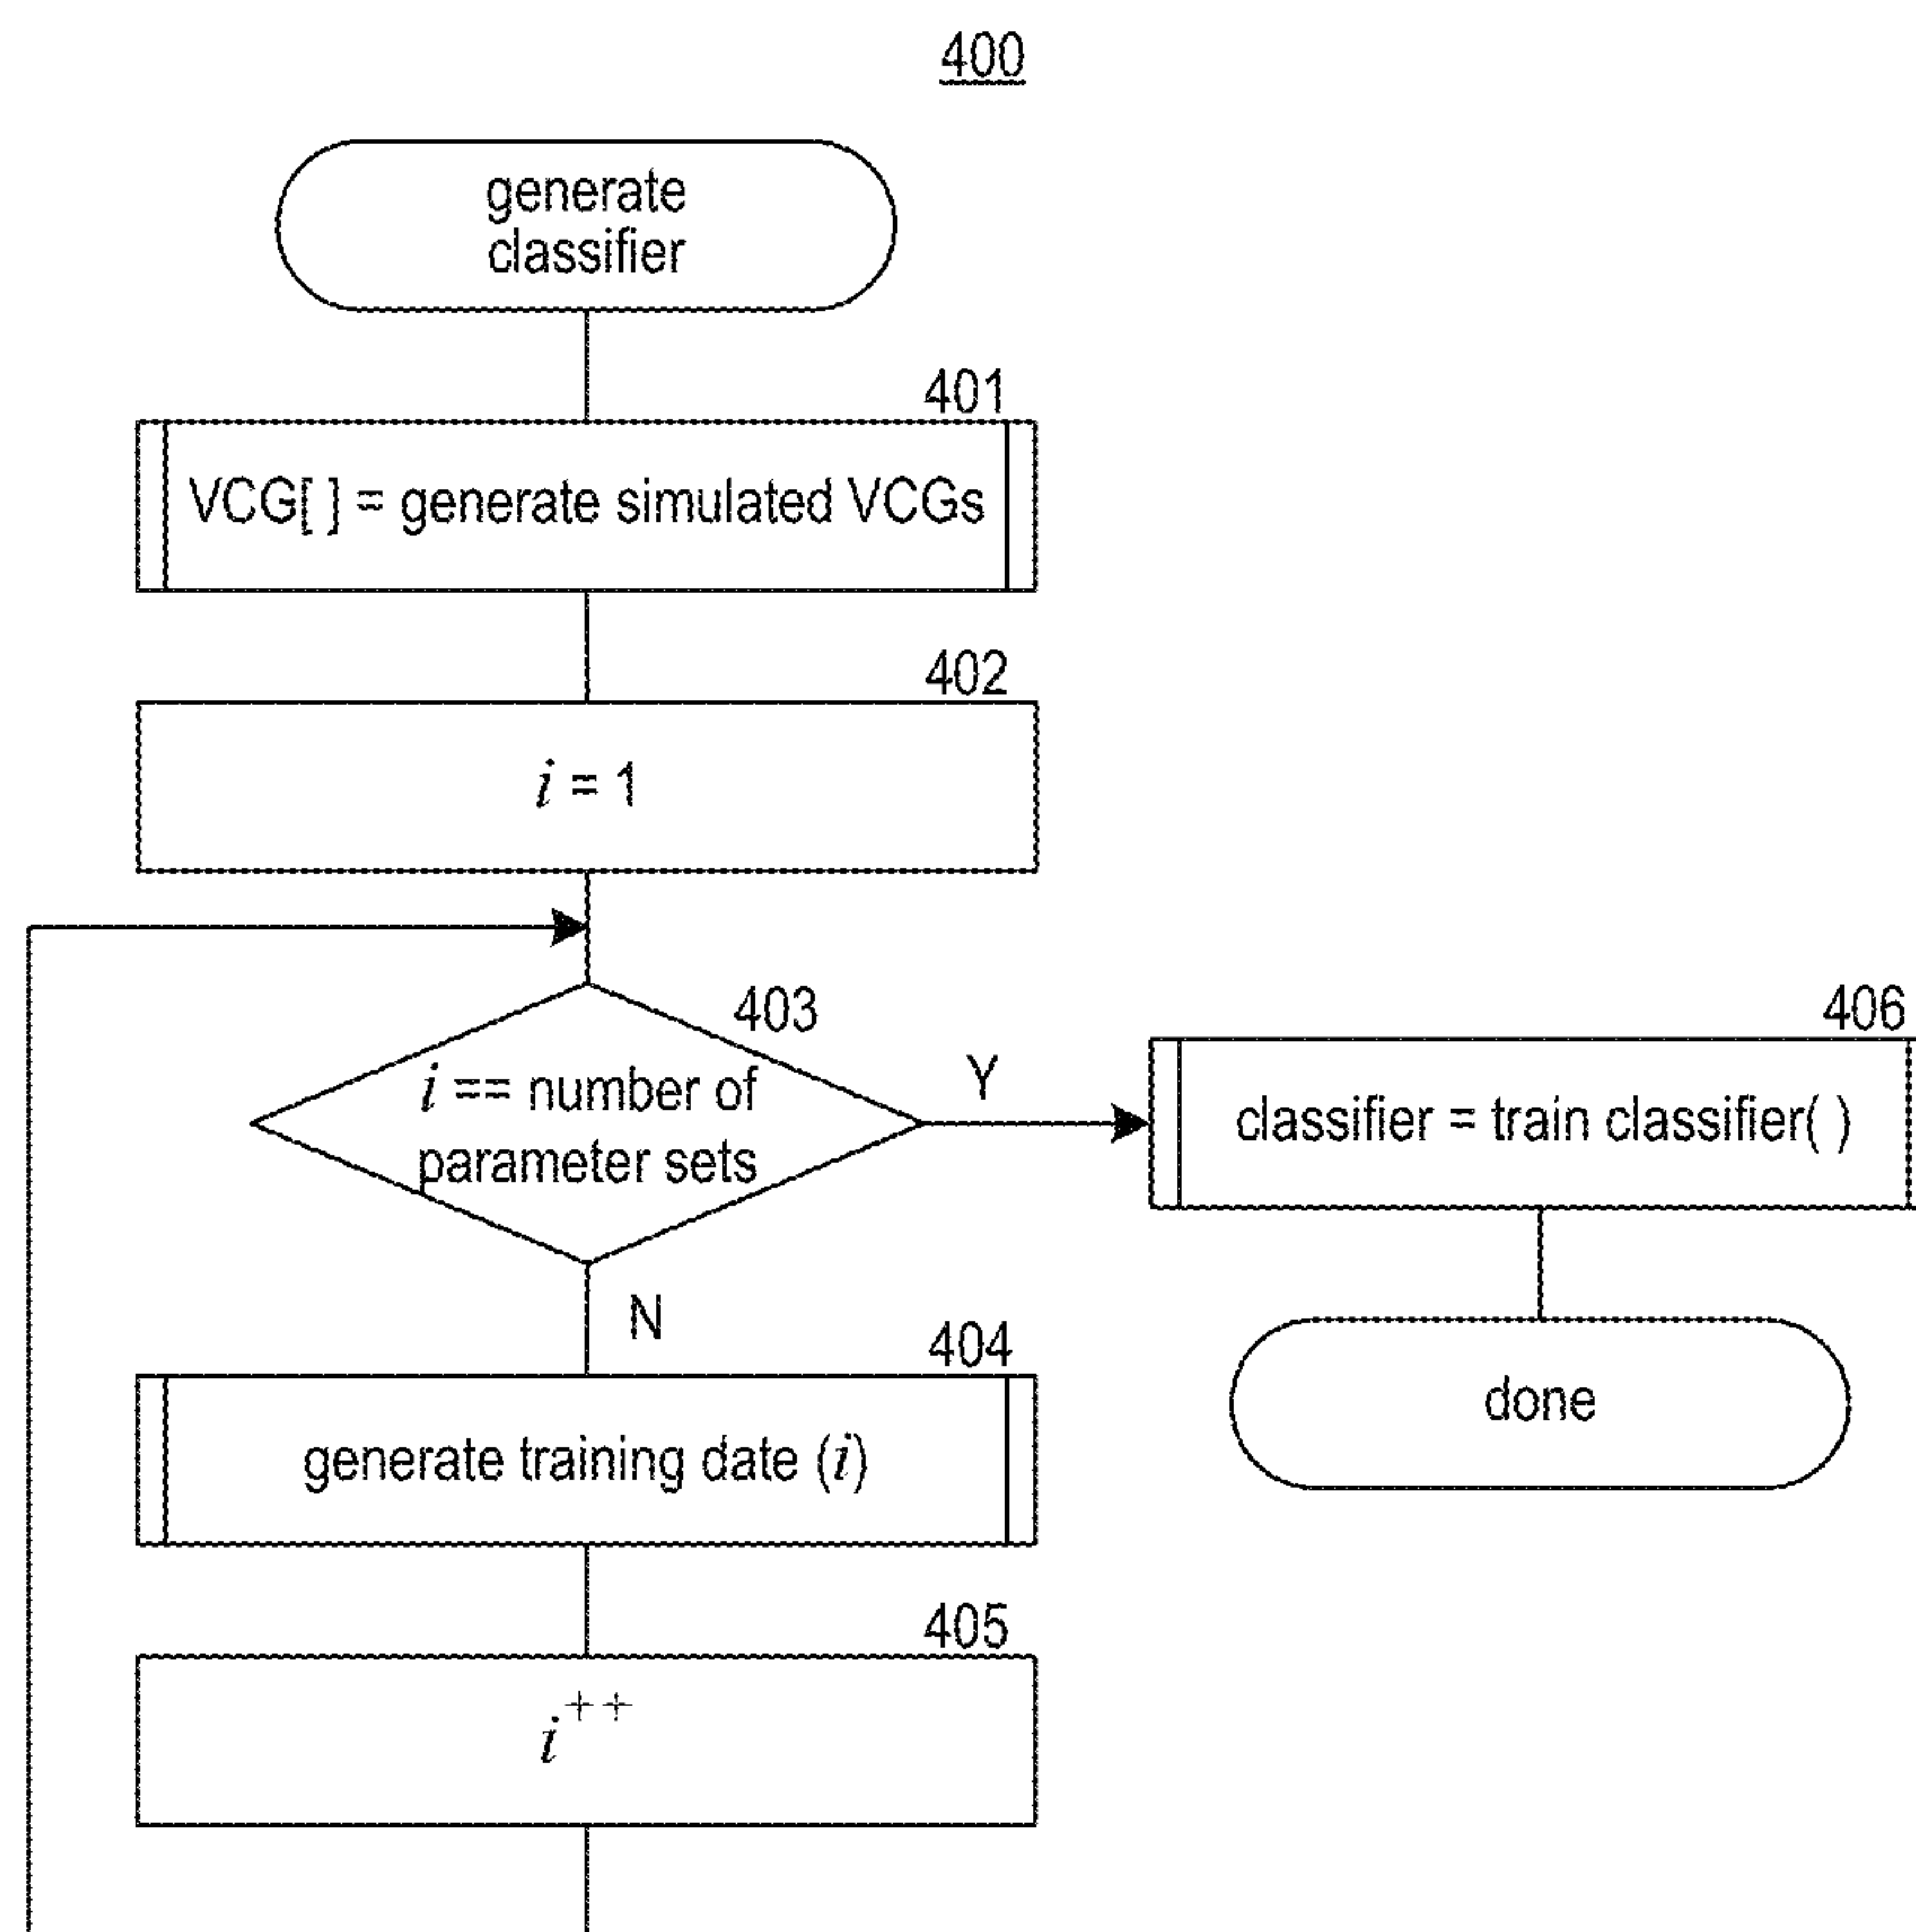 400
generate
classifier
401
VCG[ ] = generate simulated VCGs
402
i = 1
403
i == number of
parameter sets
Y
406
classifier = train classifier( )
N
404
generate training date (i)
done
405
i++